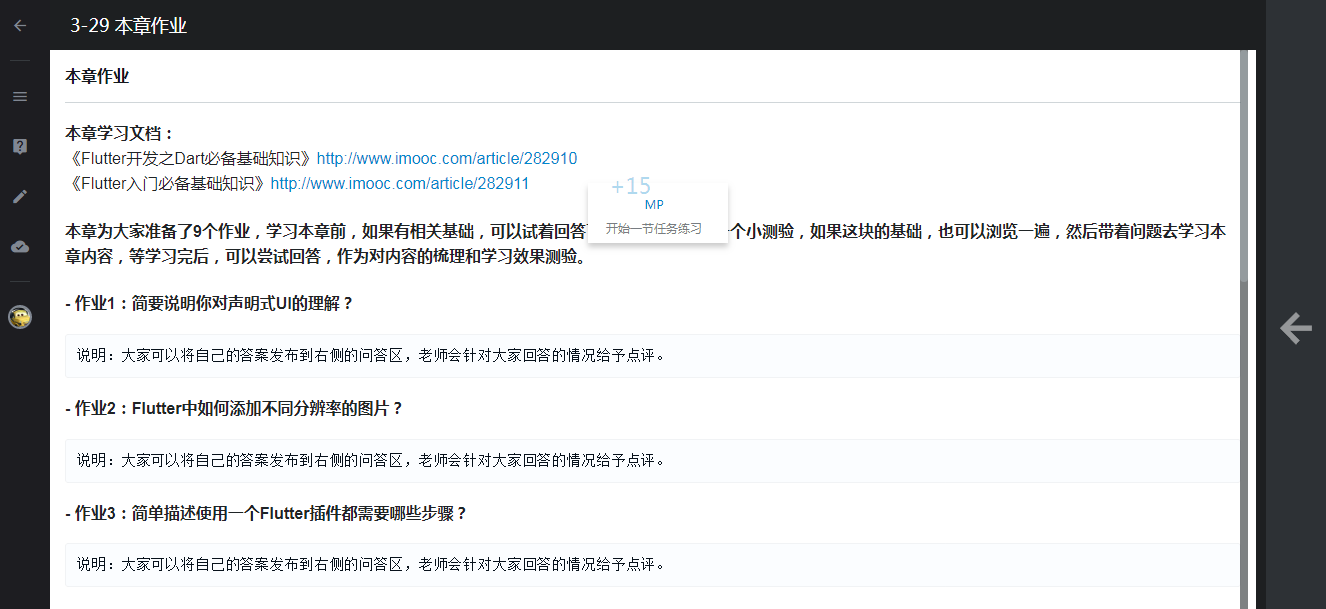 3-29 本章作业
本章作业
本章学习文档：
《Flutter开发之Dart必备基础知识》http://www.imooc.com/article/282910
《Flutter入门必备基础知识》http://www.imooc.com/article/282911
+15
MP
开始一节任务练习
本章为大家准备了9个作业，学习本章前，如果有相关基础，可以试着回答 个小测验，如果这块的基础，也可以浏览一遍，然后带着问题去学习本
章内容，等学习完后，可以尝试回答，作为对内容的梳理和学习效果测验。
- 作业1：简要说明你对声明式UI的理解？
说明：大家可以将自己的答案发布到右侧的问答区，老师会针对大家回答的情况给予点评。
- 作业2：Flutter中如何添加不同分辨率的图片？
说明：大家可以将自己的答案发布到右侧的问答区，老师会针对大家回答的情况给予点评。
- 作业3：简单描述使用一个Flutter插件都需要哪些步骤？
说明：大家可以将自己的答案发布到右侧的问答区，老师会针对大家回答的情况给予点评。